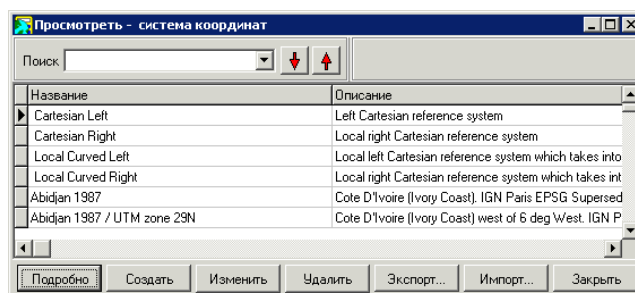 Просмотреть - система координат
Поиск
Название Описание
Cartesian Left Left Cartesian reference system
Cartesian Right Local right Cartesian reference system
Local Curved Left Local left Cartesian reference system which takes into
Local Curved Right Local right Cartesian reference system which takes int
Abidjan 1987 Cote D'Ivoire (Ivory Coast). IGN Paris EPSG Supersed
Abidjan 1987 / UTM zone 29N Cote D'Ivoire (Ivory Coast) west of 6 deg West. IGN P
Подробно Создать Изменить Удалить Экспорт... Импорт... Закрыть